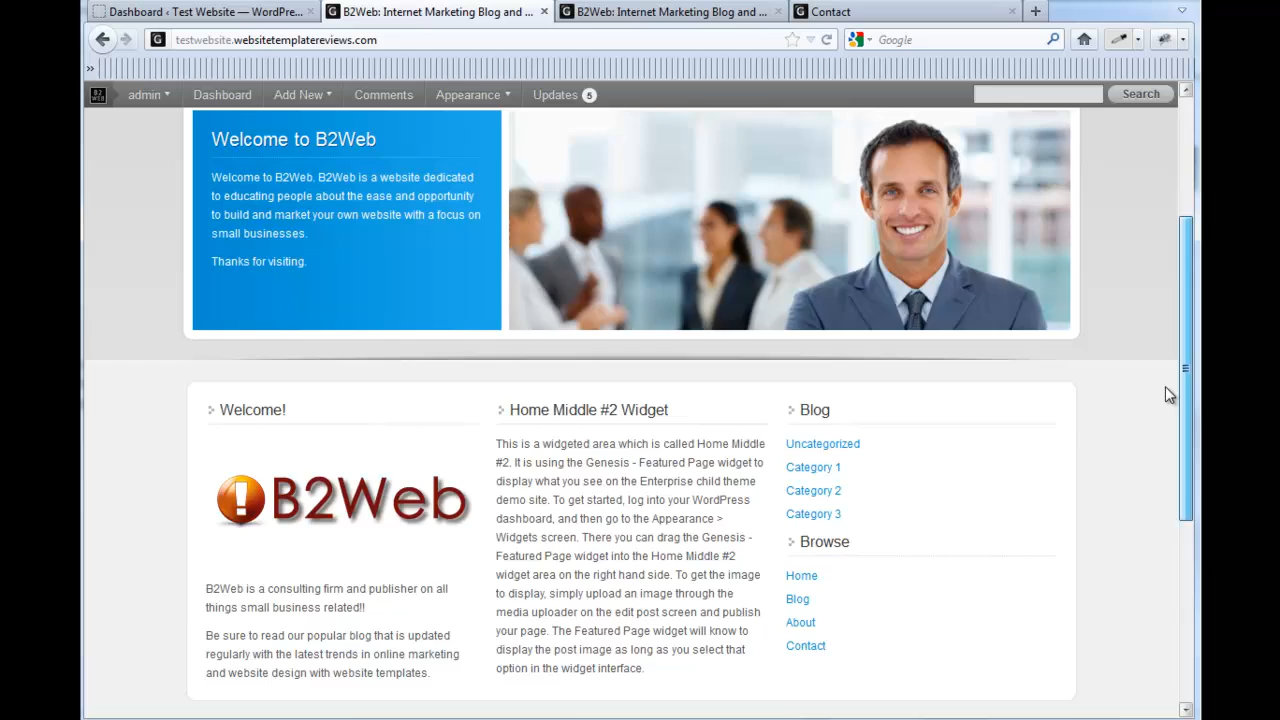 Dashboard ‹ Test Website — WordPre...
B2Web: Internet Marketing Blog and ...
B2Web: Internet Marketing Blog and ...
Contact
testwebsite.websitetemplatereviews.com
Google
B2
WEB
admin
Dashboard
Add New
Comments
Appearance
Updates 5
Search
Welcome to B2Web
Welcome to B2Web. B2Web is a website dedicated
to educating people about the ease and opportunity
to build and market your own website with a focus on
small businesses.
Thanks for visiting.
Welcome!
B2Web
B2Web is a consulting firm and publisher on all
things small business related!!
Be sure to read our popular blog that is updated
regularly with the latest trends in online marketing
and website design with website templates.
Home Middle #2 Widget
This is a widgeted area which is called Home Middle
#2. It is using the Genesis - Featured Page widget to
display what you see on the Enterprise child theme
demo site. To get started, log into your WordPress
dashboard, and then go to the Appearance >
Widgets screen. There you can drag the Genesis -
Featured Page widget into the Home Middle #2
widget area on the right hand side. To get the image
to display, simply upload an image through the
media uploader on the edit post screen and publish
your page. The Featured Page widget will know to
display the post image as long as you select that
option in the widget interface.
Blog
Uncategorized
Category 1
Category 2
Category 3
Browse
Home
Blog
About
Contact